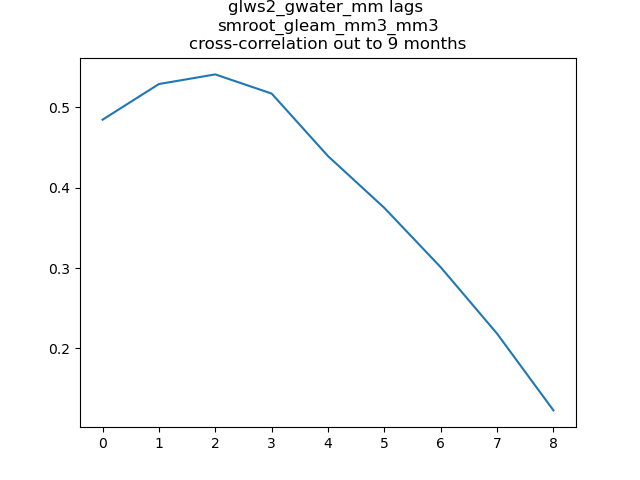 glws2_gwater_mm lags
smroot_gleam_mm3_mm3
cross-correlation out to 9 months
0.5
0.4
0.3
0.2
0 1 2 3 4 5 6 7 8